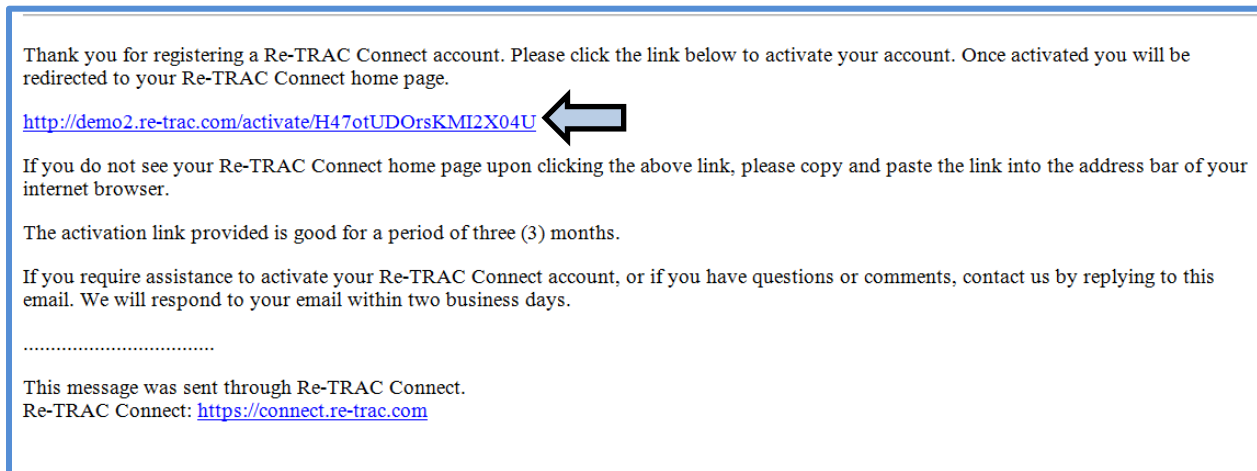 Thank you for registering a Re-TRAC Connect account. Please click the link below to activate your account. Once activated you will be
redirected to your Re-TRAC Connect home page.
http://demo2.re-trac.com/activate/H47otUDOrsKMI2X04U
If you do not see your Re-TRAC Connect home page upon clicking the above link, please copy and paste the link into the address bar of your
internet browser.
The activation link provided is good for a period of three (3) months.
If you require assistance to activate your Re-TRAC Connect account, or if you have questions or comments, contact us by replying to this
email. We will respond to your email within two business days.
...................................
This message was sent through Re-TRAC Connect.
Re-TRAC Connect: https://connect.re-trac.com